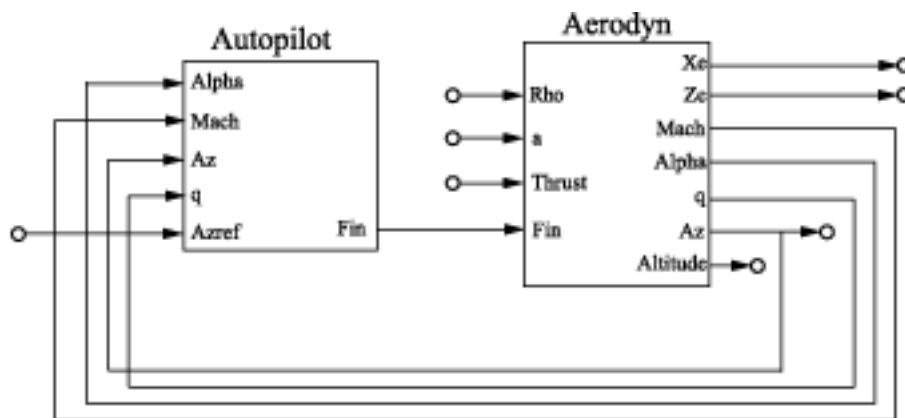 Autopilot
Alpha
Mach
Az
q
Azref
Fin
Aerodyn
Rho
a
Thrust
Fin
Xe
Ze
Mach
Alpha
q
Az
Altitude